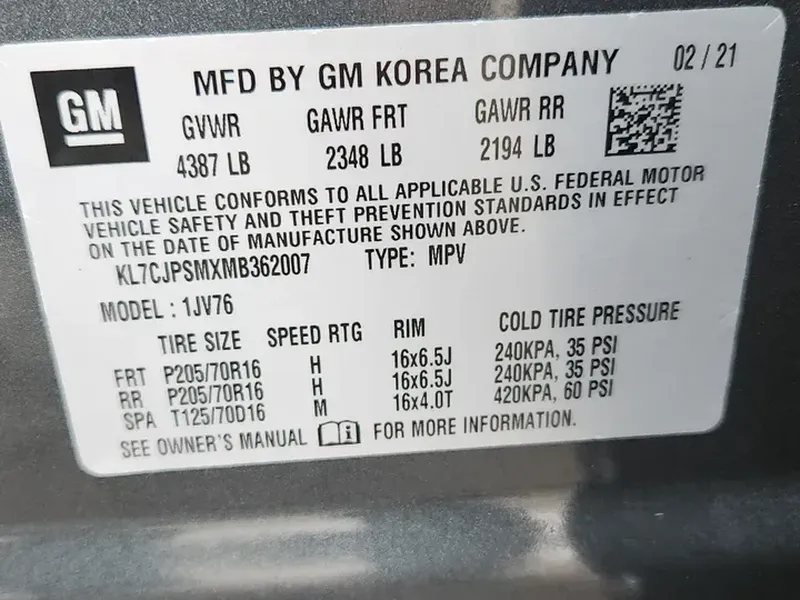 GM
MFD BY GM KOREA COMPANY 02 / 21
GVWR GAWR FRT GAWR RR
4387 LB 2348 LB 2194 LB
THIS VEHICLE CONFORMS TO ALL APPLICABLE U.S. FEDERAL MOTOR
VEHICLE SAFETY AND THEFT PREVENTION STANDARDS IN EFFECT
ON THE DATE OF MANUFACTURE SHOWN ABOVE.
KL7CJPSMXMB362007 TYPE: MPV
MODEL : 1JV76
TIRE SIZE SPEED RTG RIM COLD TIRE PRESSURE
FRT P205/70R16 H 16x6.5J 240KPA, 35 PSI
RR P205/70R16 H 16x6.5J 240KPA, 35 PSI
SPA T125/70D16 M 16x4.0T 420KPA, 60 PSI
SEE OWNER'S MANUAL i FOR MORE INFORMATION.